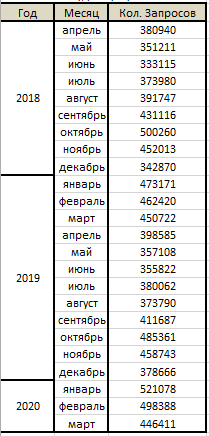 Год Месяц Кол. Запросов
2018 апрель 380940
май 351211
июнь 333115
июль 373980
август 391747
сентябрь 431116
октябрь 500260
ноябрь 452013
декабрь 342870
2019 январь 473171
февраль 462420
март 450722
апрель 398585
май 357108
июнь 355822
июль 380062
август 373790
сентябрь 411687
октябрь 485361
ноябрь 458743
декабрь 378666
2020 январь 521078
февраль 498388
март 446411